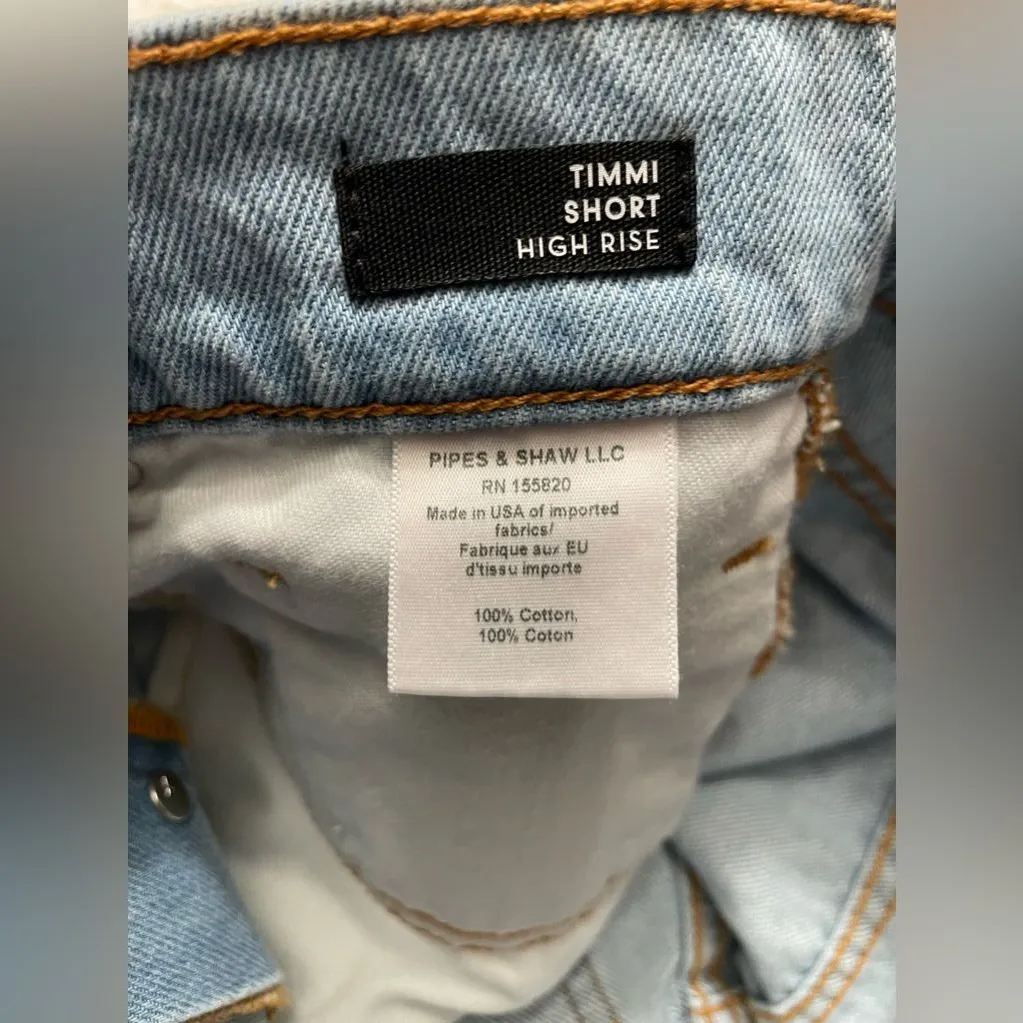 TIMMI
SHORT
HIGH RISE
PIPES & SHAW LLC
RN 155820
Made in USA of imported
fabrics/
Fabrique aux EU
d'tissu importe
100% Cotton,
100% Coton